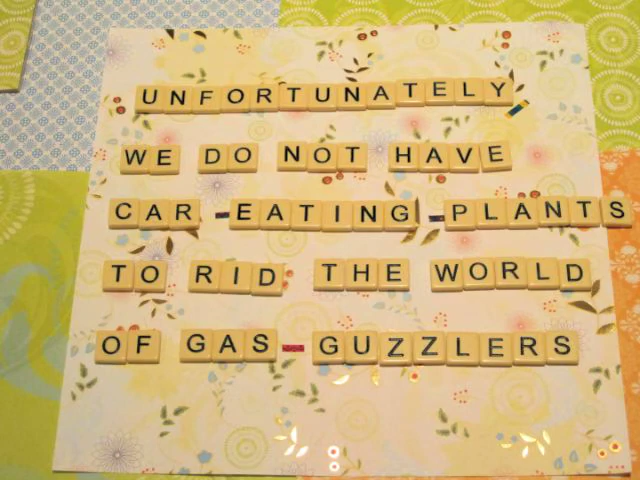 UNFORTUNATELY
WE DO NOT HAVE
CAR-EATING-PLANTS
TO RID THE WORLD
OF GAS-GUZZLERS